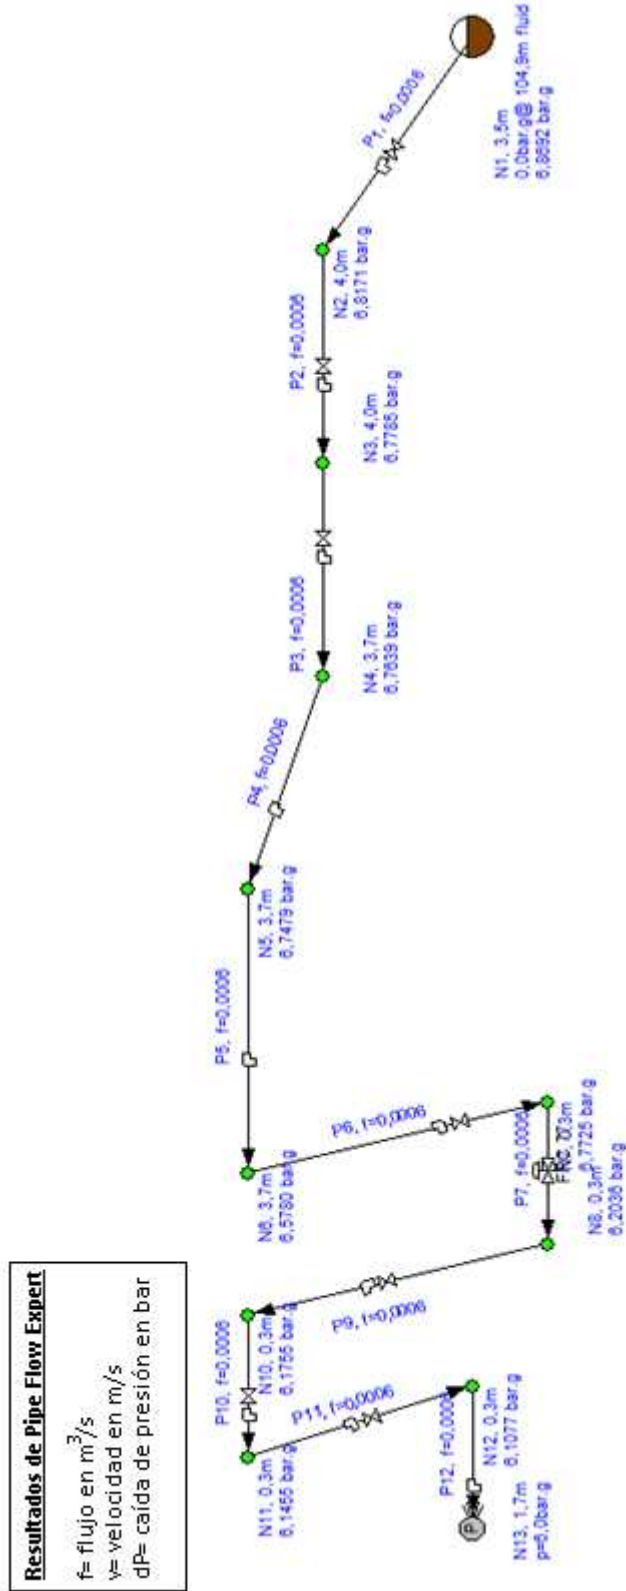 Resultados de Pipe Flow Expert
f= flujo en m³/s
v= velocidad en m/s
dP= caída de presión en bar
P1, f=0,0006
N1, 3,5m
0,0bar.g@ 104,9m fluid
6,8692 bar.g
N2, 4,0m
6,8171 bar.g
P2, f=0,0006
N3, 4,0m
6,7785 bar.g
P3, f=0,0006
N4, 3,7m
6,7639 bar.g
P4, f=0,0006
N5, 3,7m
6,7479 bar.g
P5, f=0,0006
N6, 3,7m
6,5780 bar.g
P6, f=0,0006
P7, f=0,0006
0,3m
6,7725 bar.g
N8, 0,3m
6,2036 bar.g
P9, f=0,0006
N10, 0,3m
6,1755 bar.g
P10, f=0,0006
N11, 0,3m
6,1455 bar.g
P11, f=0,0006
N12, 0,3m
6,1077 bar.g
P12, f=0,0006
P
N13, 1,7m
p=6,0bar.g